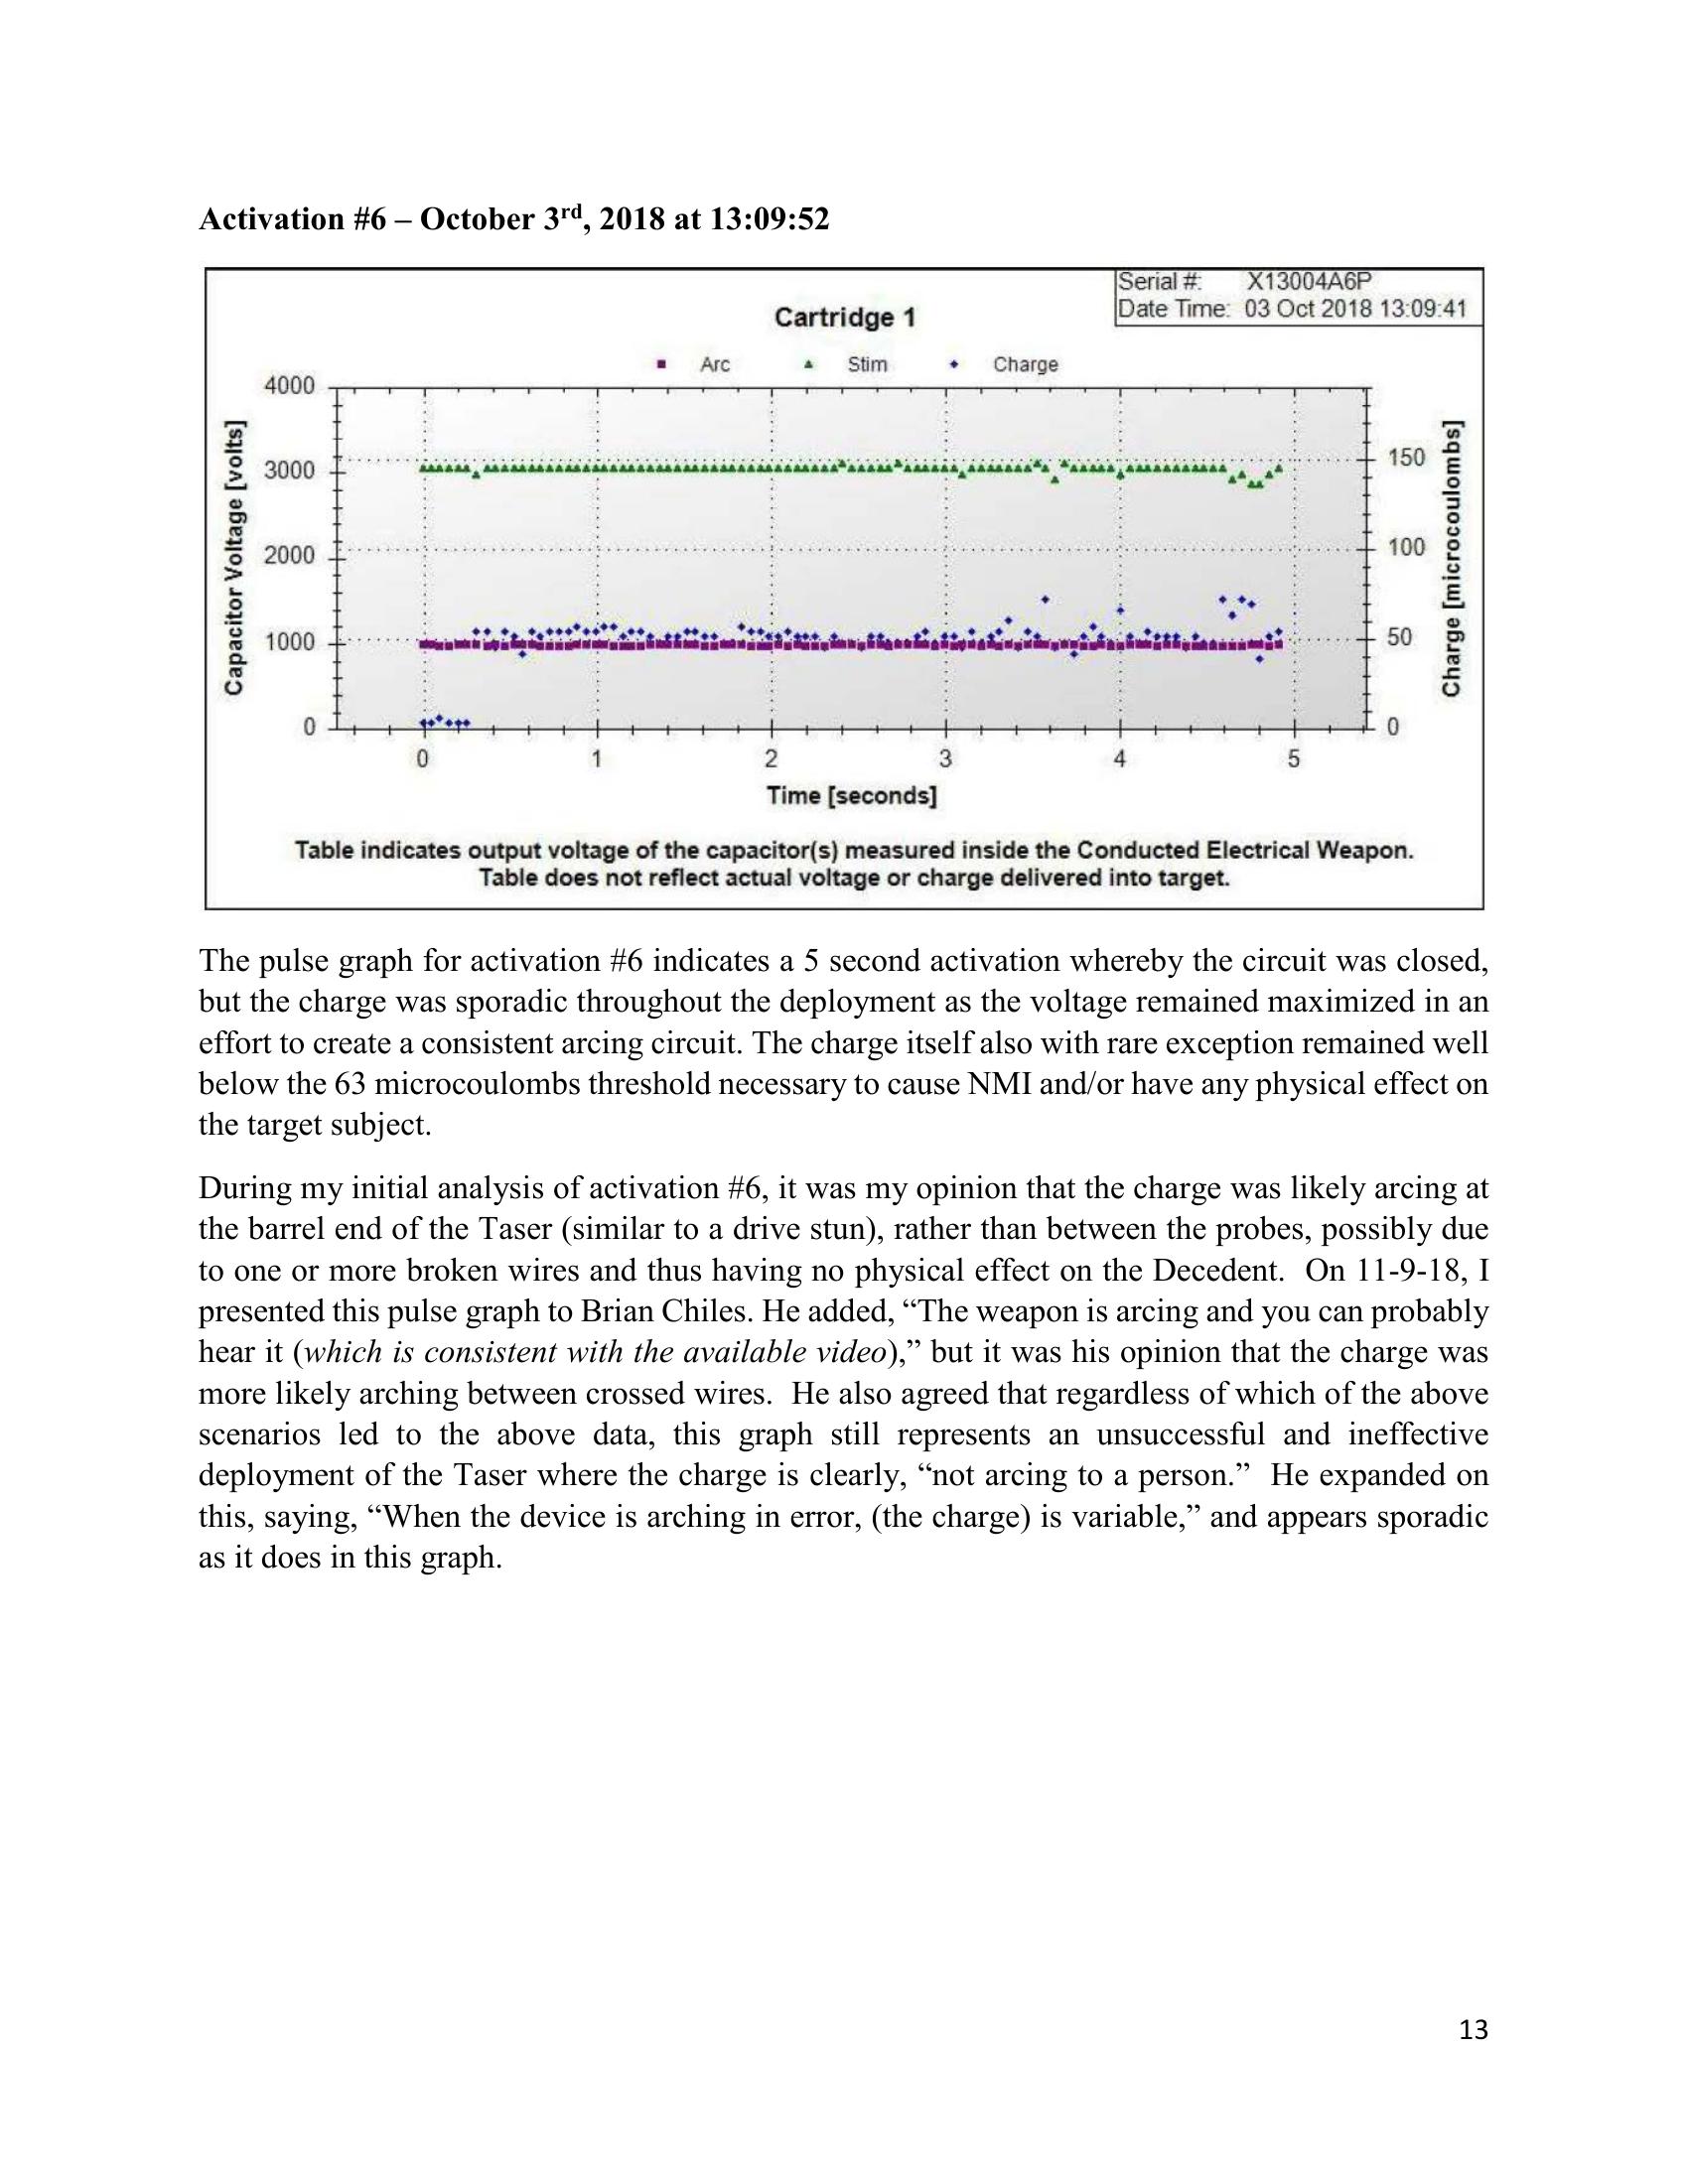 Activation #6 – October 3rd, 2018 at 13:09:52
Serial #: X13004A6P
Date Time: 03 Oct 2018 13:09:41
Cartridge 1
Arc Stim Charge
4000
3000
2000
1000
0
Capacitor Voltage [volts]
150
100
50
0
Charge [microcoulombs]
0 1 2 3 4 5
Time [seconds]
Table indicates output voltage of the capacitor(s) measured inside the Conducted Electrical Weapon.
Table does not reflect actual voltage or charge delivered into target.
The pulse graph for activation #6 indicates a 5 second activation whereby the circuit was closed,
but the charge was sporadic throughout the deployment as the voltage remained maximized in an
effort to create a consistent arcing circuit. The charge itself also with rare exception remained well
below the 63 microcoulombs threshold necessary to cause NMI and/or have any physical effect on
the target subject.
During my initial analysis of activation #6, it was my opinion that the charge was likely arcing at
the barrel end of the Taser (similar to a drive stun), rather than between the probes, possibly due
to one or more broken wires and thus having no physical effect on the Decedent. On 11-9-18, I
presented this pulse graph to Brian Chiles. He added, “The weapon is arcing and you can probably
hear it (which is consistent with the available video),” but it was his opinion that the charge was
more likely arching between crossed wires. He also agreed that regardless of which of the above
scenarios led to the above data, this graph still represents an unsuccessful and ineffective
deployment of the Taser where the charge is clearly, “not arcing to a person.” He expanded on
this, saying, “When the device is arching in error, (the charge) is variable,” and appears sporadic
as it does in this graph.
13